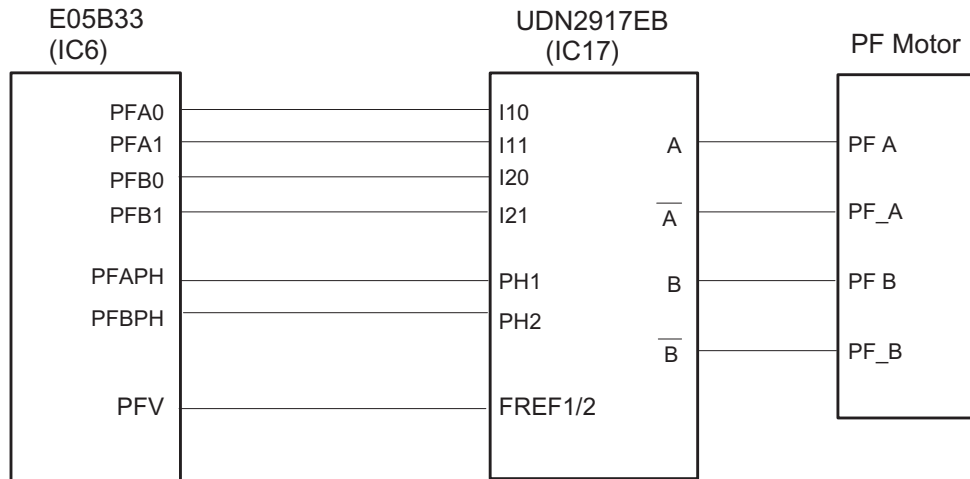 E05B33
(IC6)
UDN2917EB
(IC17)
PF Motor
PFA0
PFA1
PFB0
PFB1
PFAPH
PFBPH
PFV
I10
I11
I20
I21
PH1
PH2
FREF1/2
A
A̅
B
B̅
PF A
PF_A
PF B
PF_B